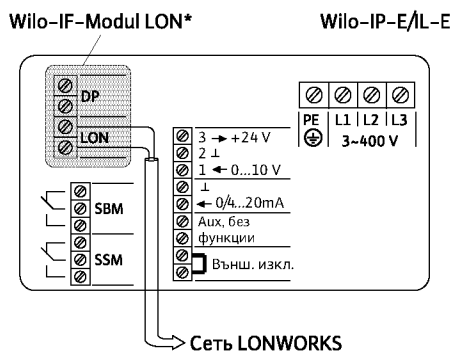 Wilo-IF-Modul LON*
Wilo-IP-E/IL-E
DP
LON
PE L1 L2 L3
3~400 V
3 → +24 V
2 ⊥
1 ← 0...10 V
⊥
← 0/4...20mA
Aux, без
функции
Външ. изкл.
SBM
SSM
Сеть LONWORKS